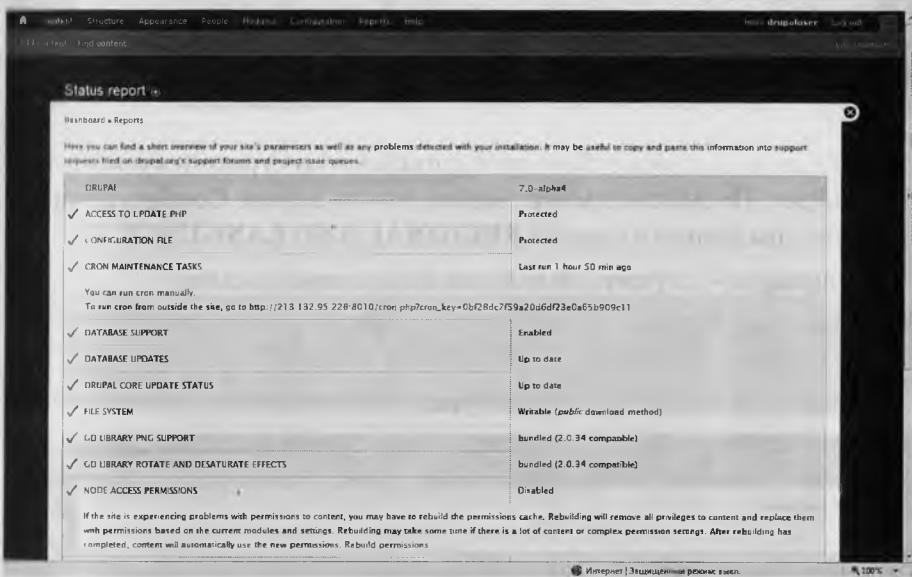 Structure Appearance People Modules Configuration Reports Help
Hello drupaluser Log out
Find content
Status report
Dashboard » Reports
Here you can find a short overview of your site's parameters as well as any problems detected with your installation. It may be useful to copy and paste this information into support
requests filed on drupal.org's support forums and project issue queues.
DRUPAL 7.0-alpha4
ACCESS TO UPDATE PHP Protected
CONFIGURATION FILE Protected
CRON MAINTENANCE TASKS Last run 1 hour 50 min ago
You can run cron manually.
To run cron from outside the site, go to http://213.132.95.228:8010/cron.php?cron_key=0bf28dc7f59a20d6df23e0a65b909c11
DATABASE SUPPORT Enabled
DATABASE UPDATES Up to date
DRUPAL CORE UPDATE STATUS Up to date
FILE SYSTEM Writable (public download method)
GD LIBRARY PNG SUPPORT bundled (2.0.34 compatible)
GD LIBRARY ROTATE AND DESATURATE EFFECTS bundled (2.0.34 compatible)
NODE ACCESS PERMISSIONS Disabled
If the site is experiencing problems with permissions to content, you may have to rebuild the permissions cache. Rebuilding will remove all privileges to content and replace them
with permissions based on the current modules and settings. Rebuilding may take some time if there is a lot of content or complex permission settings. After rebuilding has
completed, content will automatically use the new permissions. Rebuild permissions
Интернет | Защищенный режим: выкл. 100%